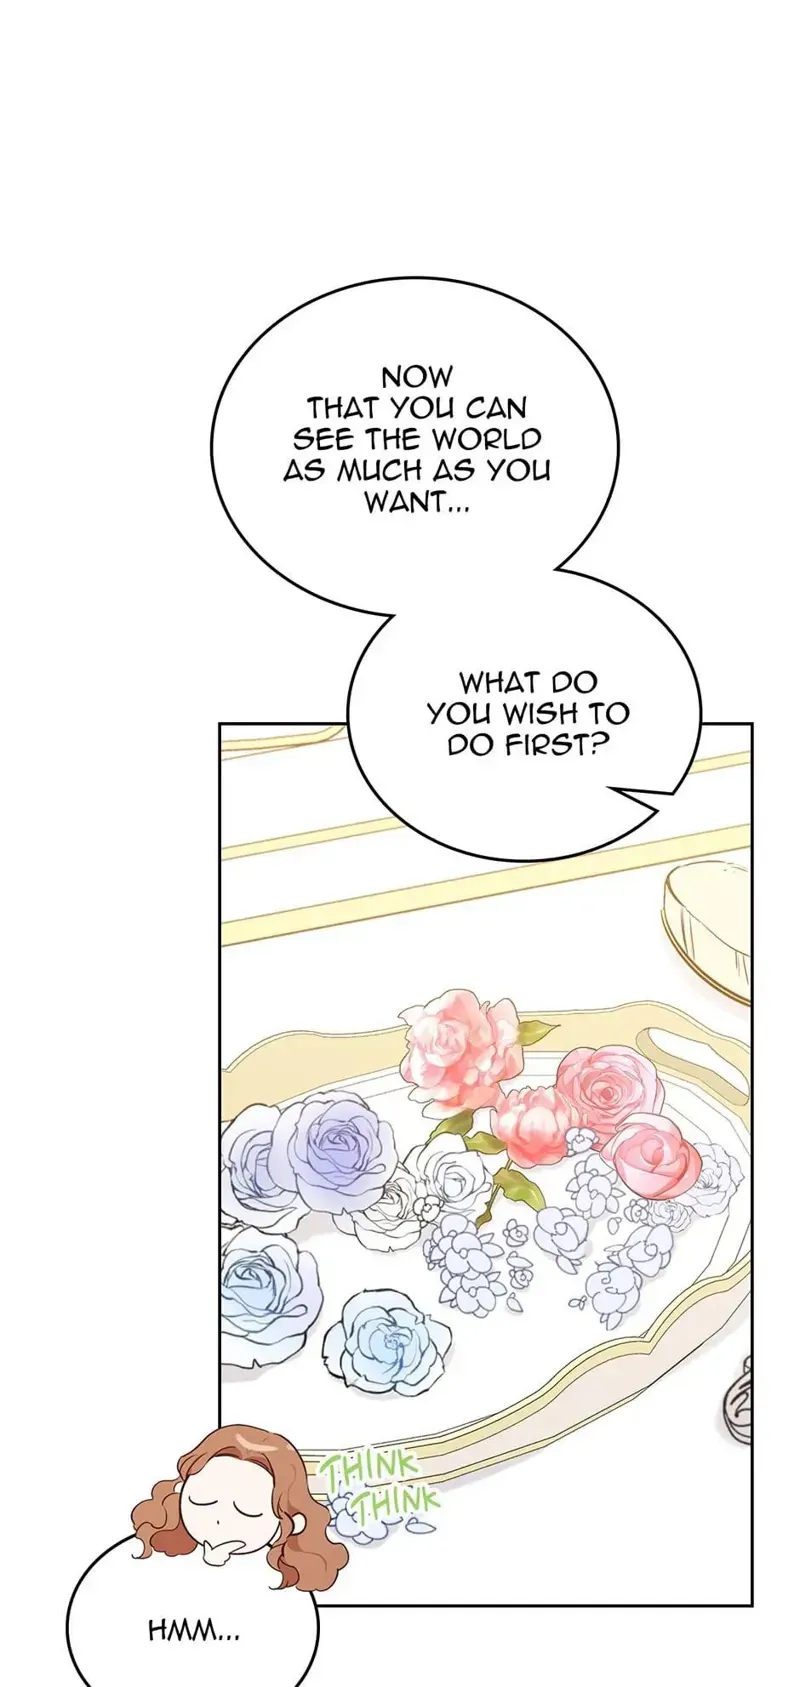 NOW
THAT YOU CAN
SEE THE WORLD
AS MUCH AS YOU
WANT...
WHAT DO
YOU WISH TO
DO FIRST?
THINK
THINK
HMM...